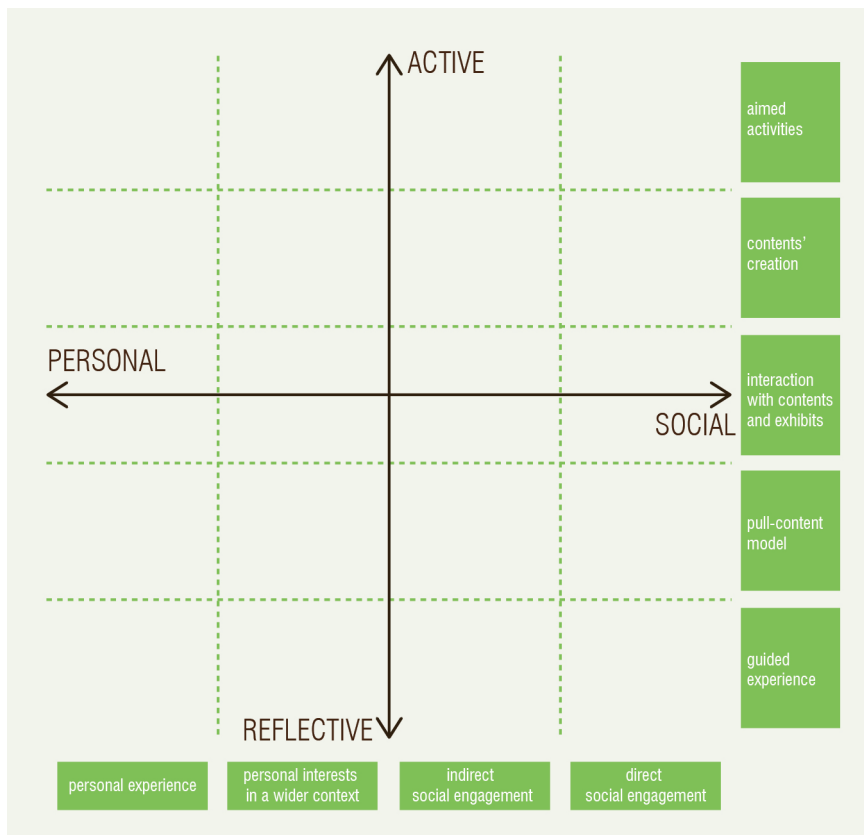 ACTIVE
aimed
activities
contents’
creation
PERSONAL
interaction
with contents
and exhibits
SOCIAL
pull-content
model
guided
experience
REFLECTIVE
personal experience
personal interests
in a wider context
indirect
social engagement
direct
social engagement